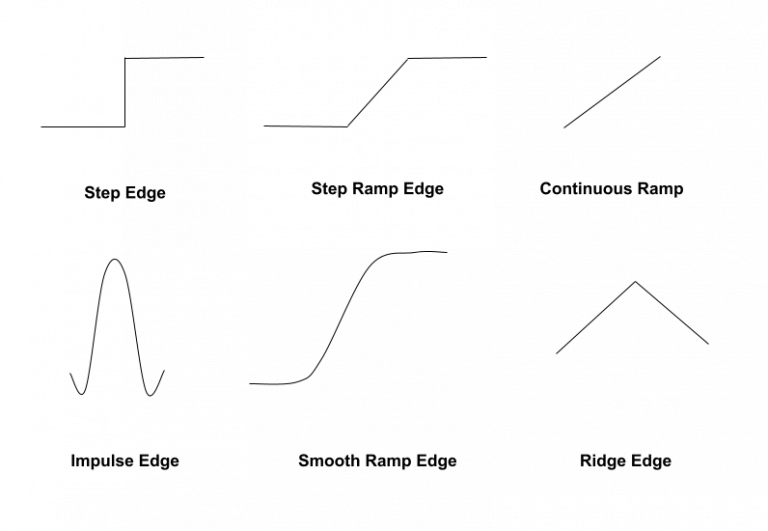 Step Edge
Step Ramp Edge
Continuous Ramp
Impulse Edge
Smooth Ramp Edge
Ridge Edge